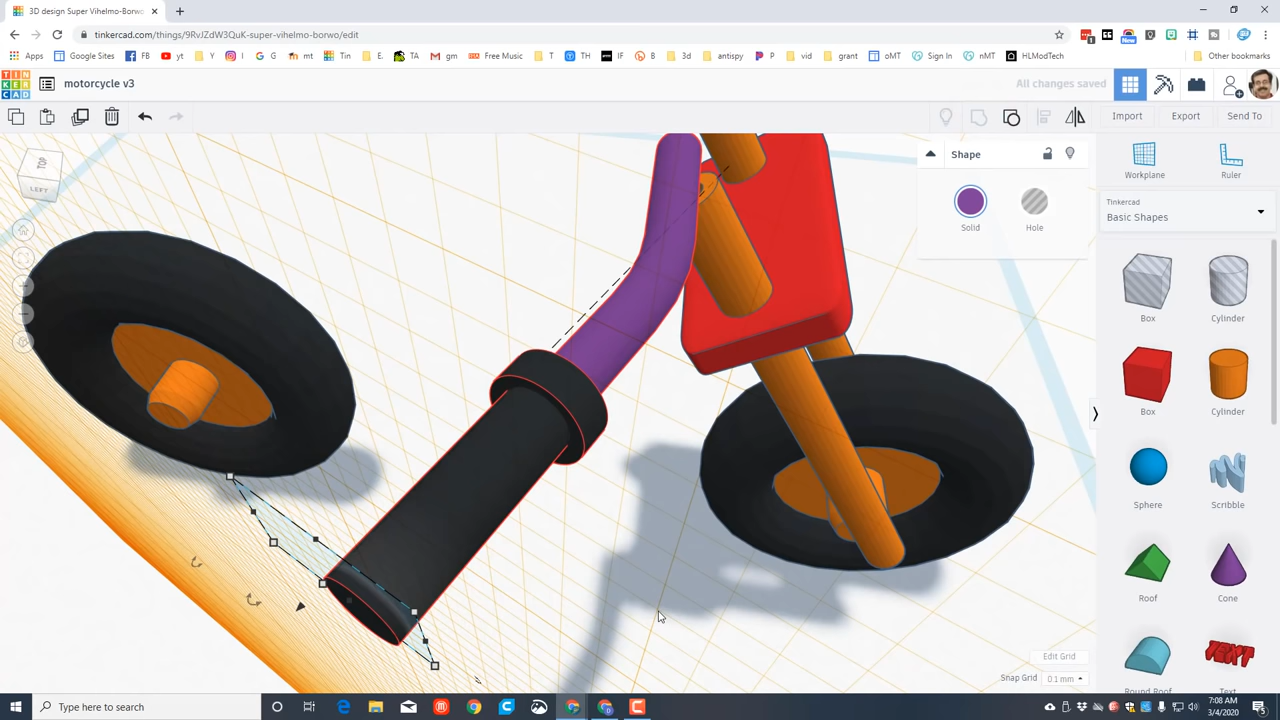 3D design Super Vihelmo-Borwo
tinkercad.com/things/9RvJZdW3QuK-super-vihelmo-borwo/edit
Apps Google Sites FB yt Y I G mt Tin E. TA gm Free Music T TH IF B 3d antispy P vid grant oMT Sign In nMT HLModTech Other bookmarks
TIN KER CAD
motorcycle v3
All changes saved
Import Export Send To
TOP
LEFT
Shape
Solid Hole
Workplane Ruler
Tinkercad
Basic Shapes
Box Cylinder
Box Cylinder
Sphere Scribble
Roof Cone
TEXT
Round Roof Text
Edit Grid
Snap Grid 0.1 mm
Type here to search
7:08 AM
3/4/2020